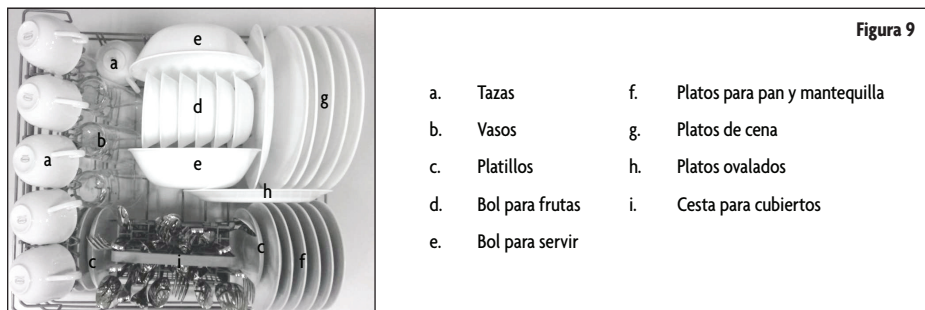 Figura 9
e
a
d
g
a
b
e
h
c
c
i
f
a. Tazas
b. Vasos
c. Platillos
d. Bol para frutas
e. Bol para servir
f. Platos para pan y mantequilla
g. Platos de cena
h. Platos ovalados
i. Cesta para cubiertos